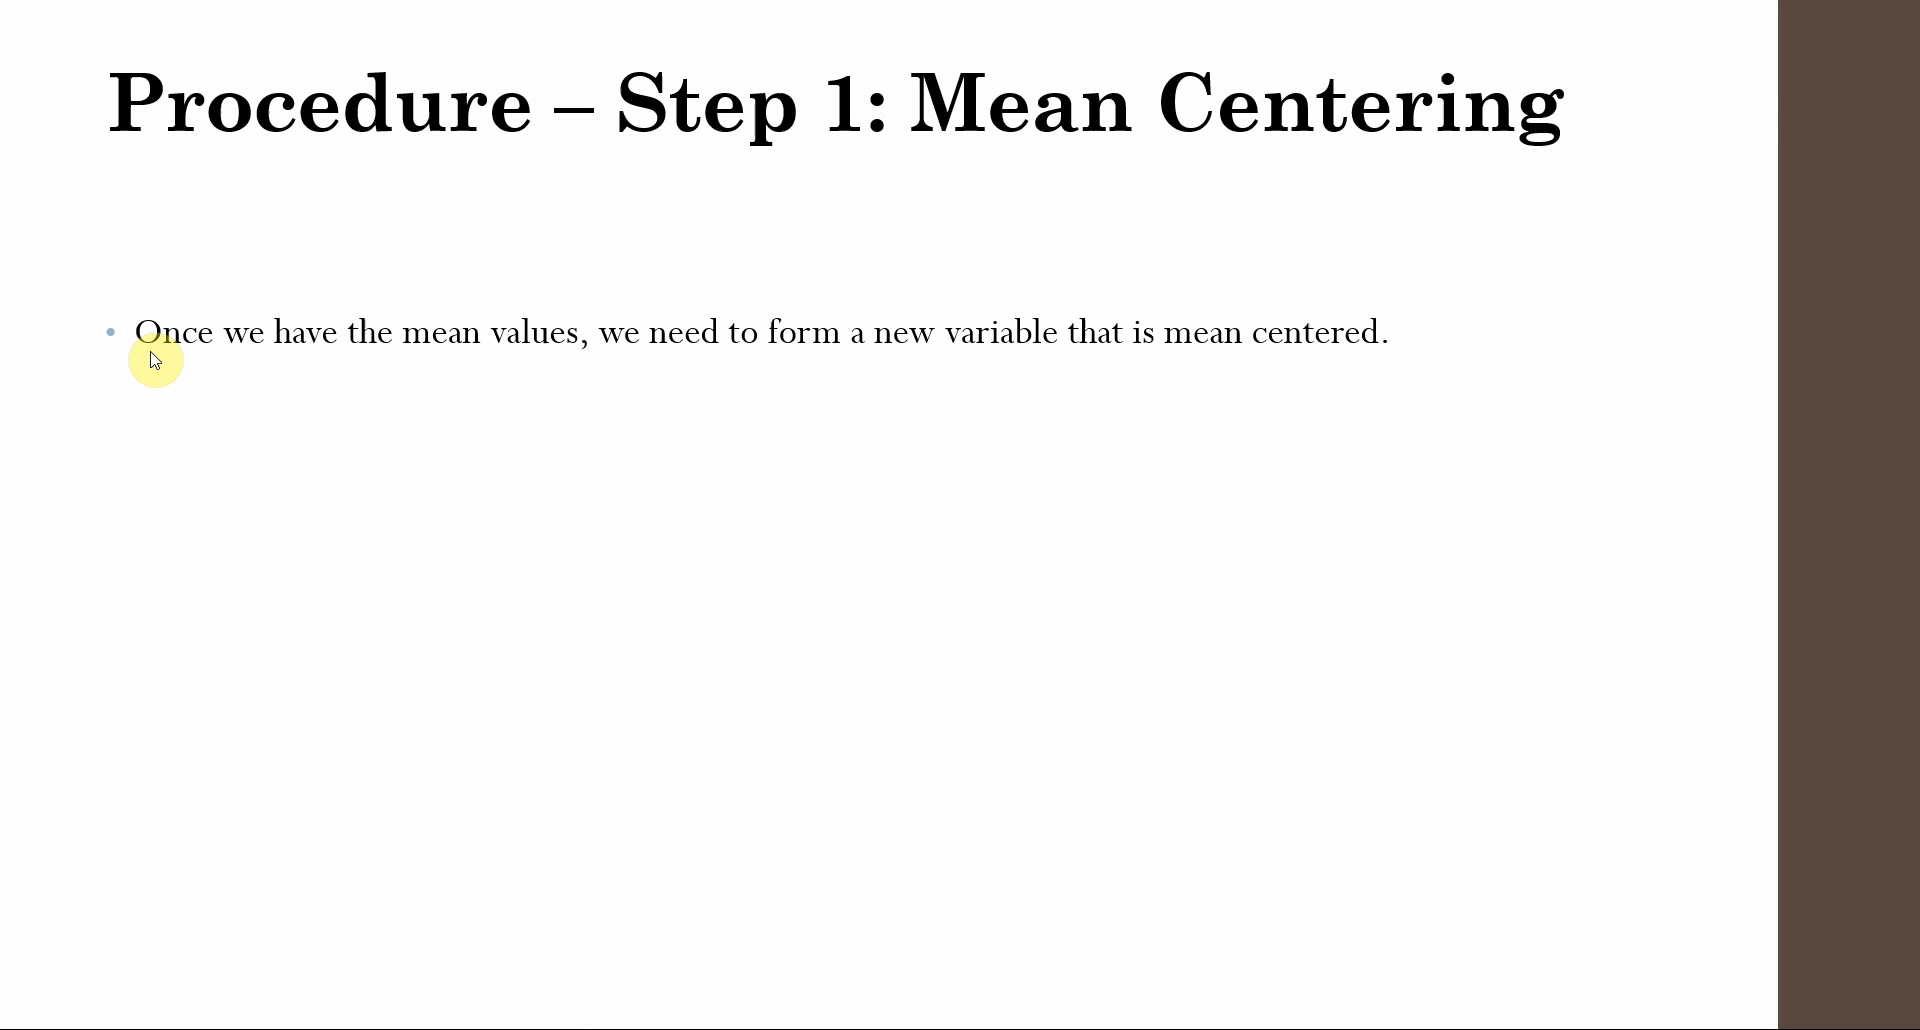 Procedure – Step 1: Mean Centering
• Once we have the mean values, we need to form a new variable that is mean centered.